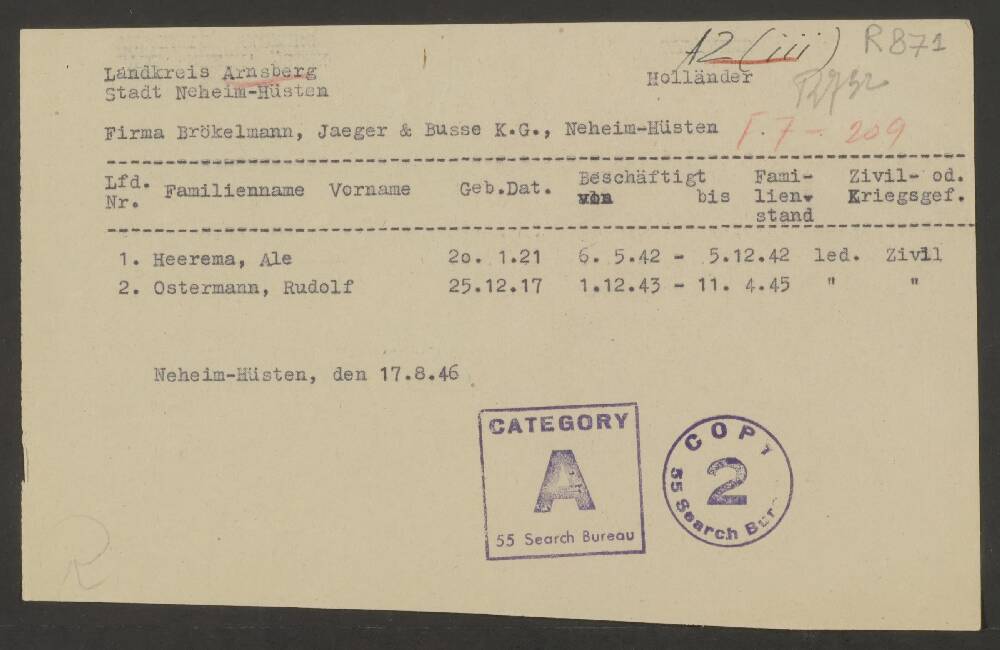 A2 (iii) R871
Landkreis Arnsberg Holländer
Stadt Neheim-Hüsten
Firma Brökelmann, Jaeger & Busse K.G., Neheim-Hüsten F.7 - 209
Lfd. Nr. Familienname Vorname Geb.Dat. Beschäftigt von bis Fami-lien-stand Zivil- od. Kriegsgef.
1. Heerema, Ale 20. 1.21 6. 5.42 - 5.12.42 led. Zivil
2. Ostermann, Rudolf 25.12.17 1.12.43 - 11. 4.45 " "
Neheim-Hüsten, den 17.8.46
CATEGORY
A
55 Search Bureau
COPY
2
55 Search Bur
R